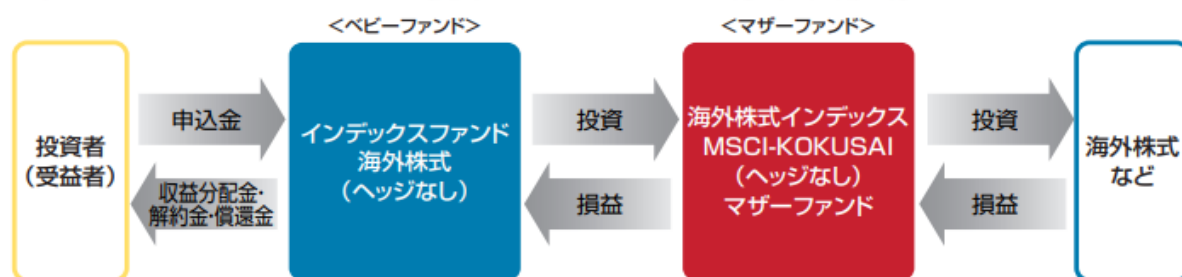 <ベビーファンド>
<マザーファンド>
投資者
(受益者)
申込金
収益分配金・
解約金・償還金
インデックスファンド
海外株式
(ヘッジなし)
投資
損益
海外株式インデックス
MSCI-KOKUSAI
(ヘッジなし)
マザーファンド
投資
損益
海外株式
など